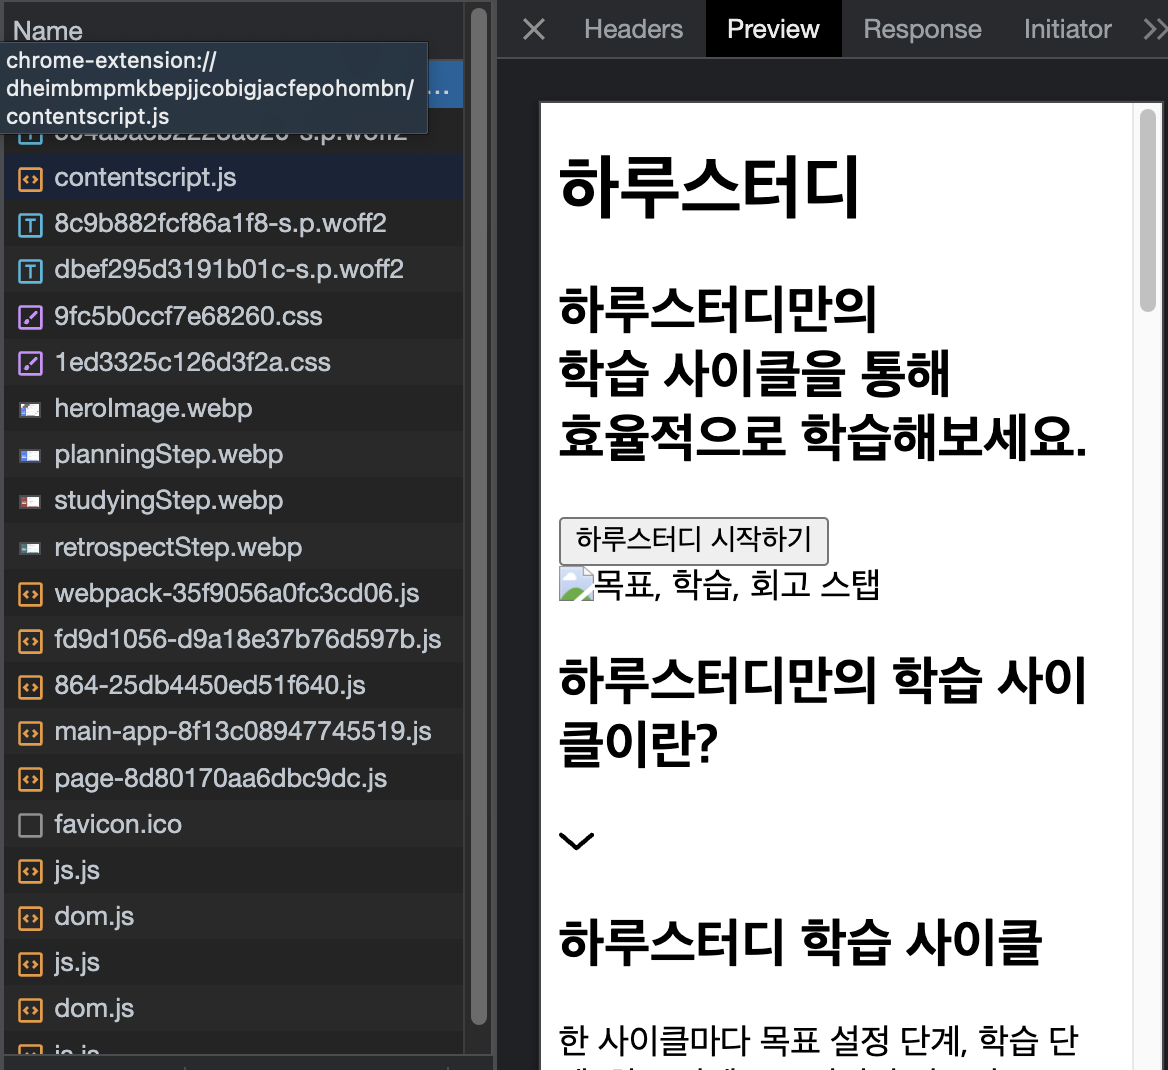 Name
chrome-extension://
dheimbmpmkbepjjcobigjacfepohombn/
contentscript.js
...
contentscript.js
8c9b882fcf86a1f8-s.p.woff2
dbef295d3191b01c-s.p.woff2
9fc5b0ccf7e68260.css
1ed3325c126d3f2a.css
heroImage.webp
planningStep.webp
studyingStep.webp
retrospectStep.webp
webpack-35f9056a0fc3cd06.js
fd9d1056-d9a18e37b76d597b.js
864-25db4450ed51f640.js
main-app-8f13c08947745519.js
page-8d80170aa6dbc9dc.js
favicon.ico
js.js
dom.js
js.js
dom.js
js.js
Headers Preview Response Initiator
하루스터디
하루스터디만의
학습 사이클을 통해
효율적으로 학습해보세요.
하루스터디 시작하기
목표, 학습, 회고 스탭
하루스터디만의 학습 사이
클이란?
하루스터디 학습 사이클
한 사이클마다 목표 설정 단계, 학습 단